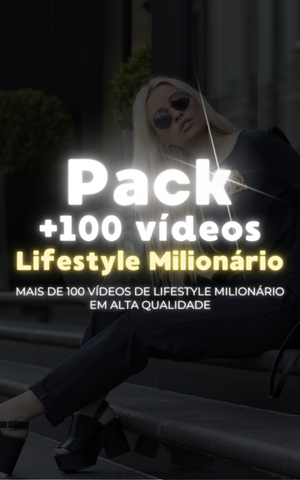 Pack
+100 vídeos
Lifestyle Milionário
MAIS DE 100 VÍDEOS DE LIFESTYLE MILIONÁRIO
EM ALTA QUALIDADE